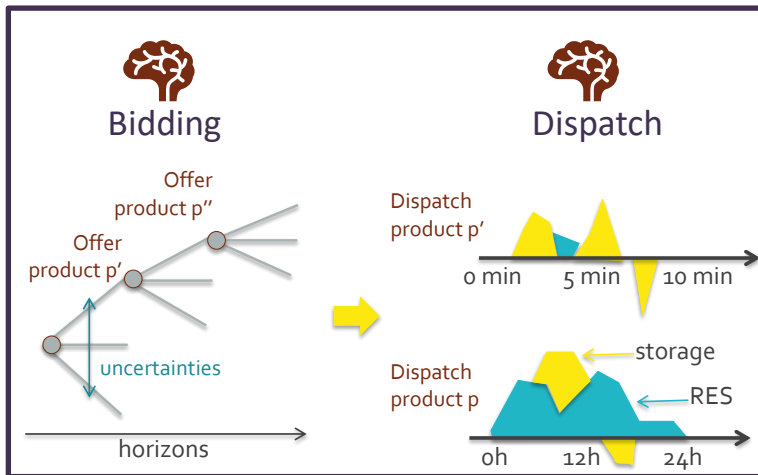 Bidding
Offer
product p''
Offer
product p'
uncertainties
horizons
Dispatch
Dispatch
product p'
0 min
5 min
10 min
storage
Dispatch
product p
RES
0h
12h
24h